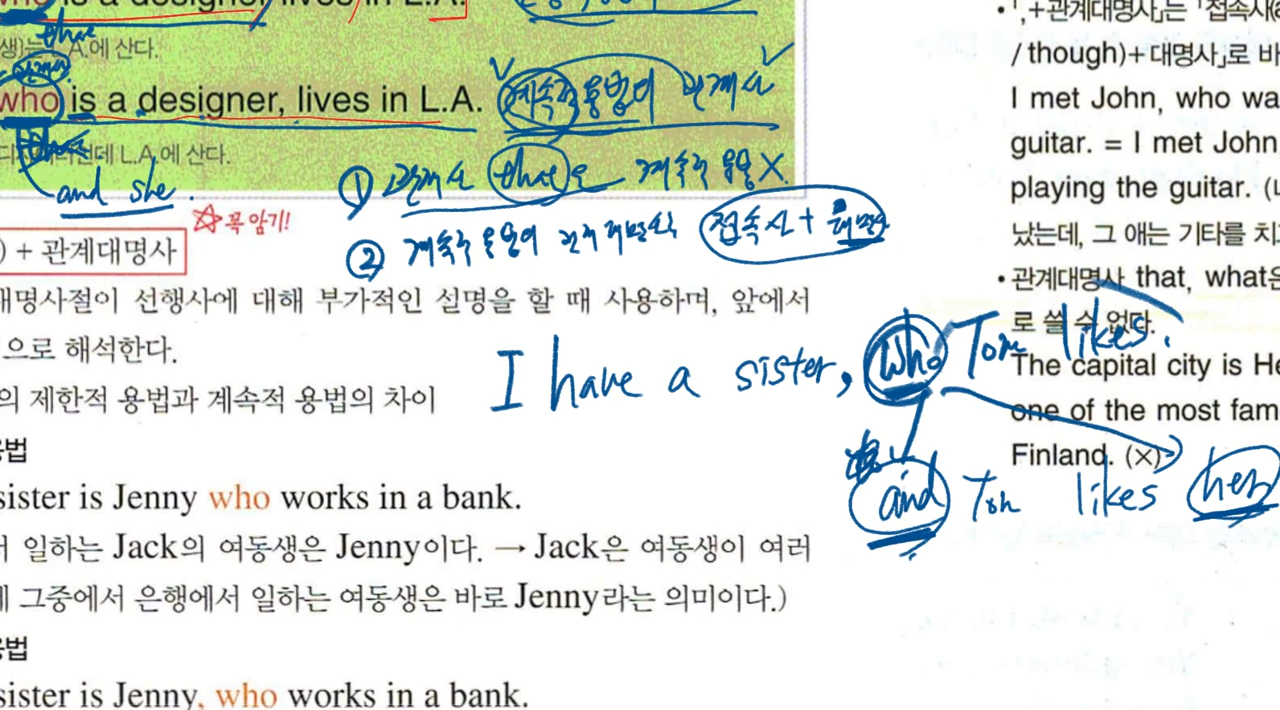 who is a designer lives in L.A.
that
생)는 L.A.에 산다.
who is a designer, lives in L.A. 계속적 용법의 관계사
L.A.에 산다.
and she
① 관계사 that은 계속적 용법 X
☆ 꼭 암기!
② 계속적 용법의 관계대명사 접속사 + 대명사
) + 관계대명사
대명사절이 선행사에 대해 부가적인 설명을 할 때 사용하며, 앞에서
으로 해석한다.
의 제한적 용법과 계속적 용법의 차이
용법
sister is Jenny who works in a bank.
서 일하는 Jack의 여동생은 Jenny이다. → Jack은 여동생이 여러
데 그중에서 은행에서 일하는 여동생은 바로 Jenny라는 의미이다.)
용법
sister is Jenny, who works in a bank.
I have a sister, who Tom likes.
and Tom likes her
• 「,+관계대명사」는 「접속사(
/ though)+대명사」로 바
I met John, who wa
guitar. = I met John
playing the guitar. (
났는데, 그 애는 기타를 치
• 관계대명사 that, what은
로 쓸 수 없다.
The capital city is He
one of the most fam
Finland. (×)